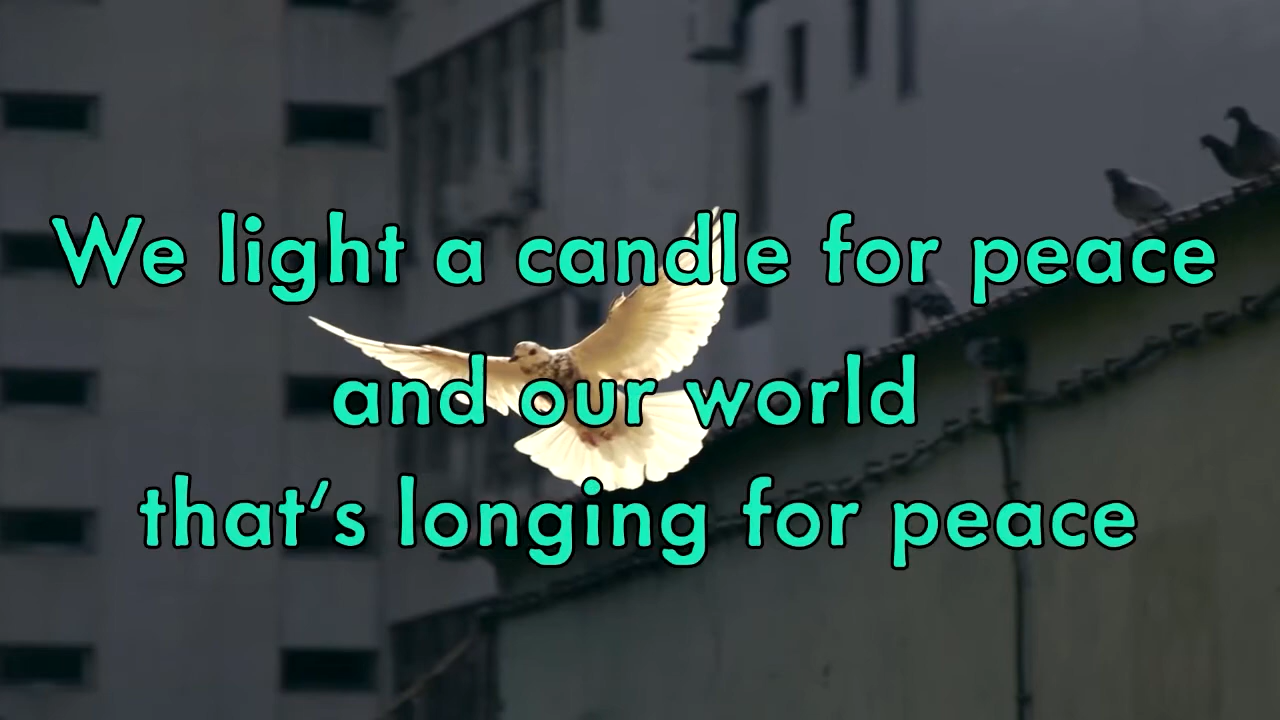 We light a candle for peace
and our world
that's longing for peace